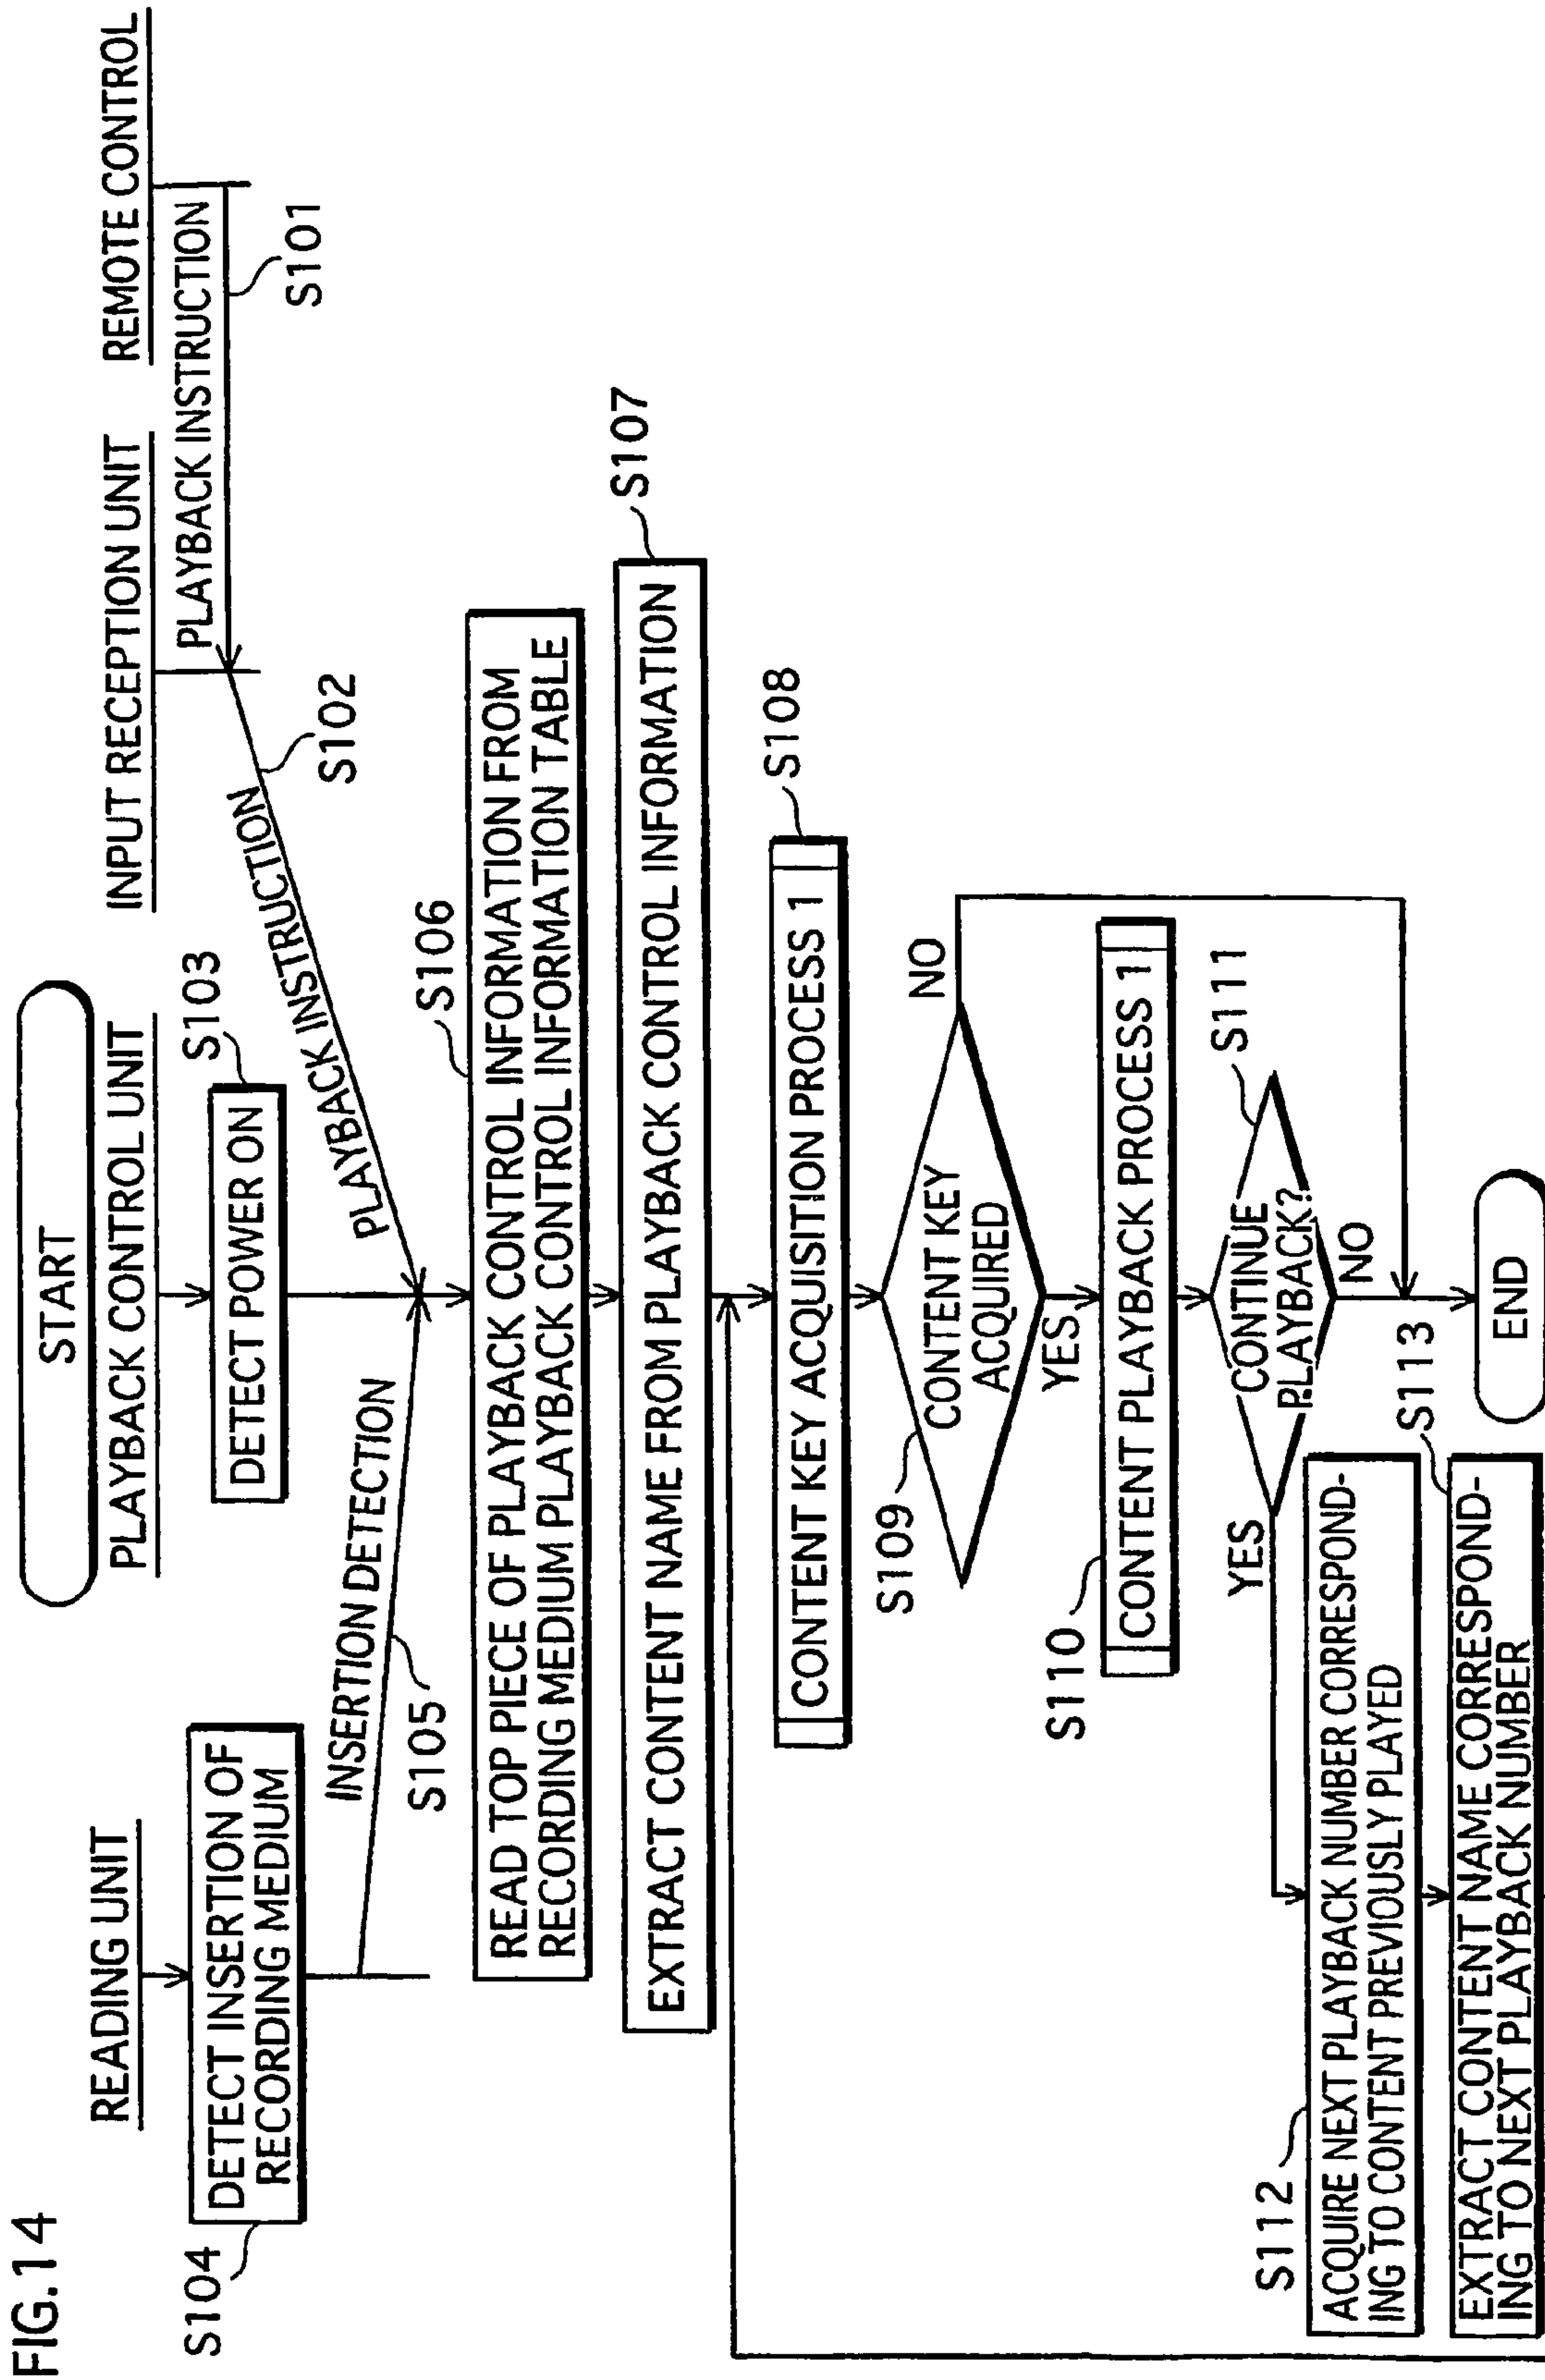 FIG.14
START
READING UNIT
PLAYBACK CONTROL UNIT
INPUT RECEPTION UNIT
REMOTE CONTROL
PLAYBACK INSTRUCTION
S101
S104
DETECT INSERTION OF
RECORDING MEDIUM
S103
DETECT POWER ON
PLAYBACK INSTRUCTION
S102
INSERTION DETECTION
S105
S106
READ TOP PIECE OF PLAYBACK CONTROL INFORMATION FROM
RECORDING MEDIUM PLAYBACK CONTROL INFORMATION TABLE
S107
EXTRACT CONTENT NAME FROM PLAYBACK CONTROL INFORMATION
S108
CONTENT KEY ACQUISITION PROCESS 1
S109
CONTENT KEY
ACQUIRED
NO
YES
S110
CONTENT PLAYBACK PROCESS 1
S111
CONTINUE
PLAYBACK?
YES
NO
S112
ACQUIRE NEXT PLAYBACK NUMBER CORRESPOND-
ING TO CONTENT PREVIOUSLY PLAYED
S113
EXTRACT CONTENT NAME CORRESPOND-
ING TO NEXT PLAYBACK NUMBER
END